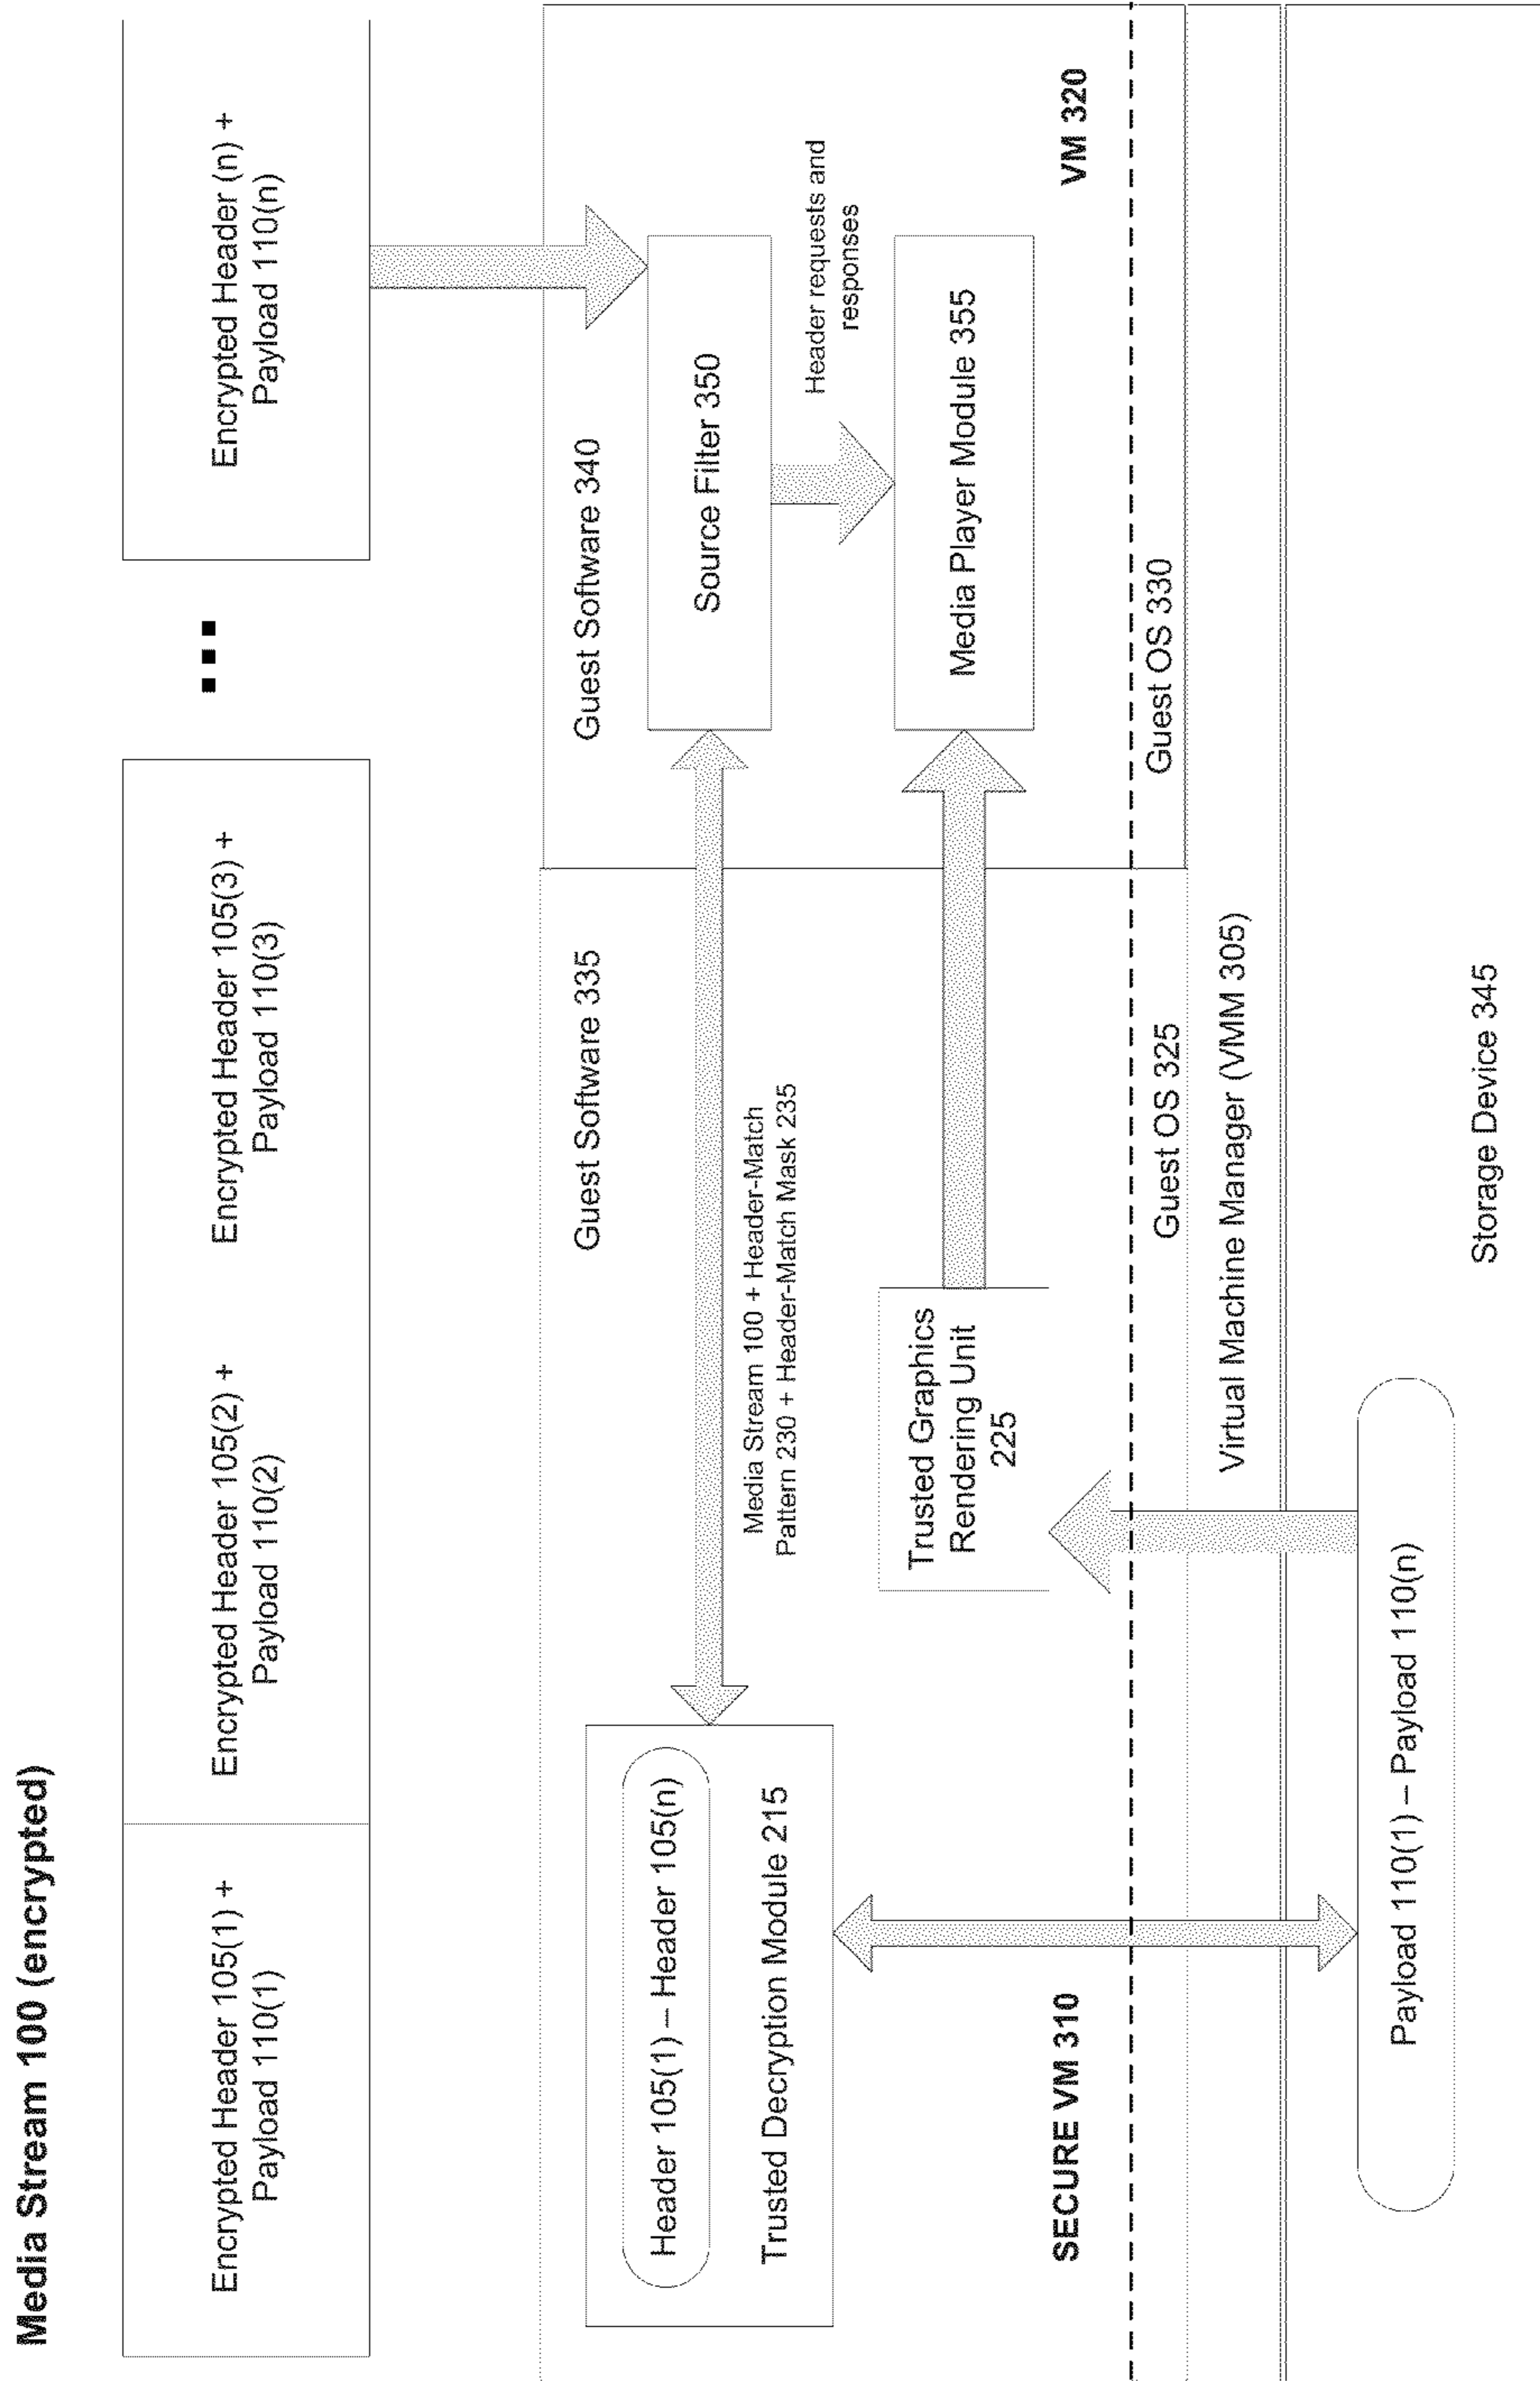 Media Stream 100 (encrypted)
Encrypted Header 105(1) +
Payload 110(1)
Encrypted Header 105(2) +
Payload 110(2)
Encrypted Header 105(3) +
Payload 110(3)
...
Encrypted Header (n) +
Payload 110(n)
Guest Software 335
Guest Software 340
Header 105(1) – Header 105(n)
Trusted Decryption Module 215
Media Stream 100 + Header-Match
Pattern 230 + Header-Match Mask 235
Source Filter 350
Header requests and
responses
Trusted Graphics
Rendering Unit
225
Media Player Module 355
SECURE VM 310
VM 320
Guest OS 325
Guest OS 330
Virtual Machine Manager (VMM 305)
Payload 110(1) – Payload 110(n)
Storage Device 345